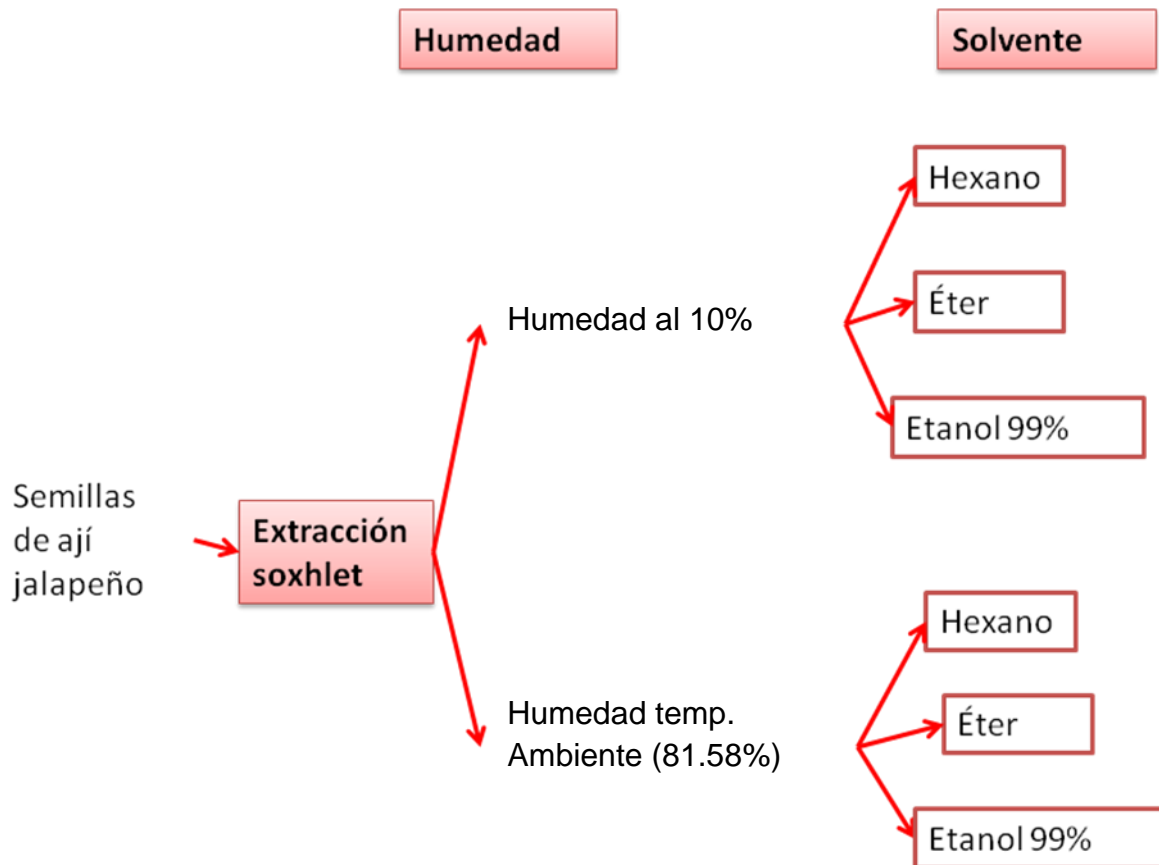 Humedad
Solvente
Hexano
Humedad al 10%
Éter
Etanol 99%
Semillas
de ají
jalapeño
Extracción
soxhlet
Hexano
Humedad temp.
Ambiente (81.58%)
Éter
Etanol 99%